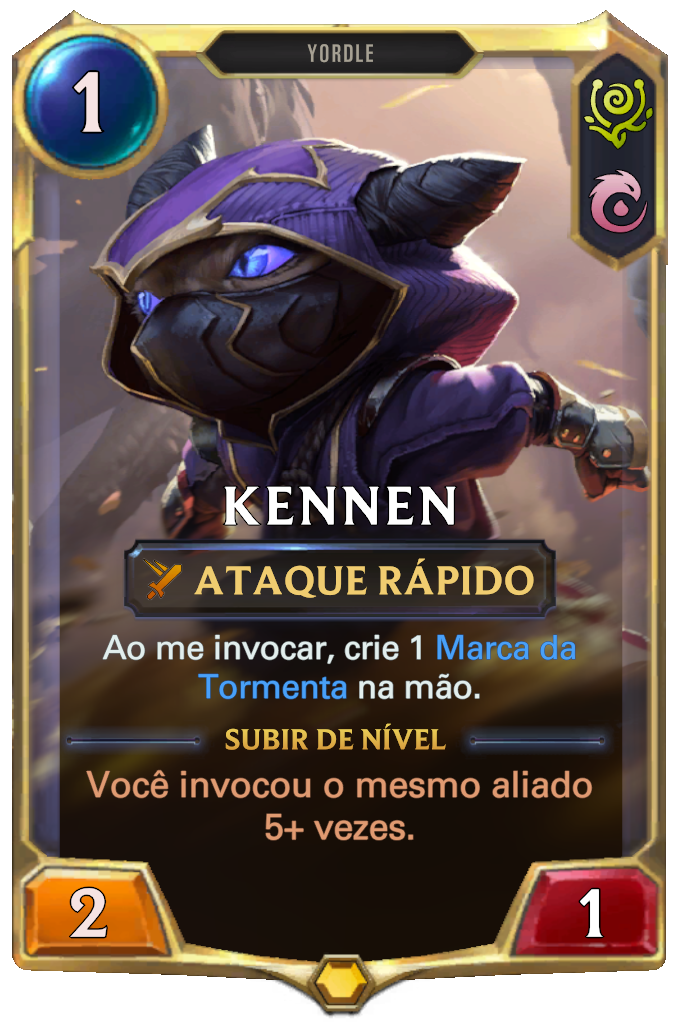 YORDLE
1
KENNEN
ATAQUE RÁPIDO
Ao me invocar, crie 1 Marca da
Tormenta na mão.
SUBIR DE NÍVEL
Você invocou o mesmo aliado
5+ vezes.
2
1